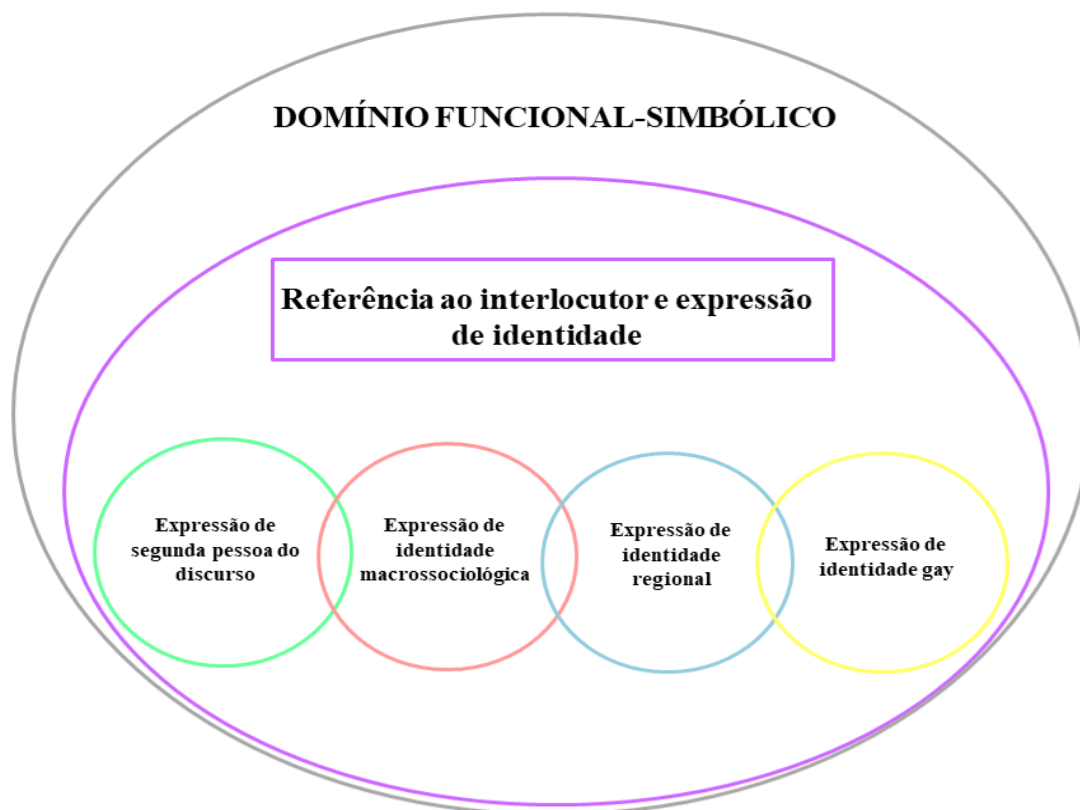 DOMÍNIO FUNCIONAL-SIMBÓLICO
Referência ao interlocutor e expressão
de identidade
Expressão de
segunda pessoa do
discurso
Expressão de
identidade
macrossociológica
Expressão de
identidade
regional
Expressão de
identidade gay